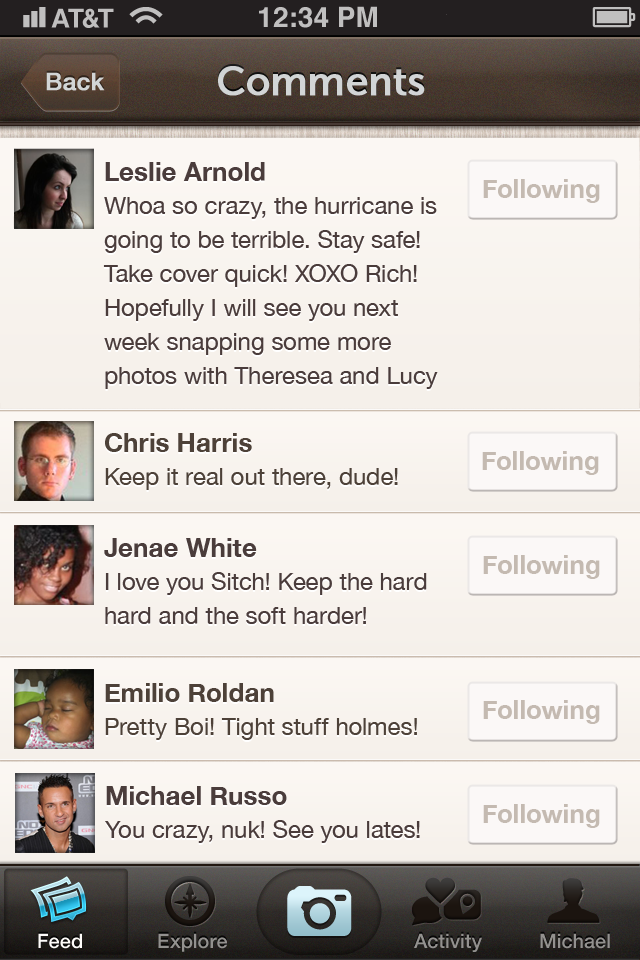 AT&T 12:34 PM
Back
Comments
Leslie Arnold
Following
Whoa so crazy, the hurricane is
going to be terrible. Stay safe!
Take cover quick! XOXO Rich!
Hopefully I will see you next
week snapping some more
photos with Theresea and Lucy
Chris Harris
Following
Keep it real out there, dude!
Jenae White
Following
I love you Sitch! Keep the hard
hard and the soft harder!
Emilio Roldan
Following
Pretty Boi! Tight stuff holmes!
Michael Russo
Following
You crazy, nuk! See you lates!
Feed
Explore
Activity
Michael